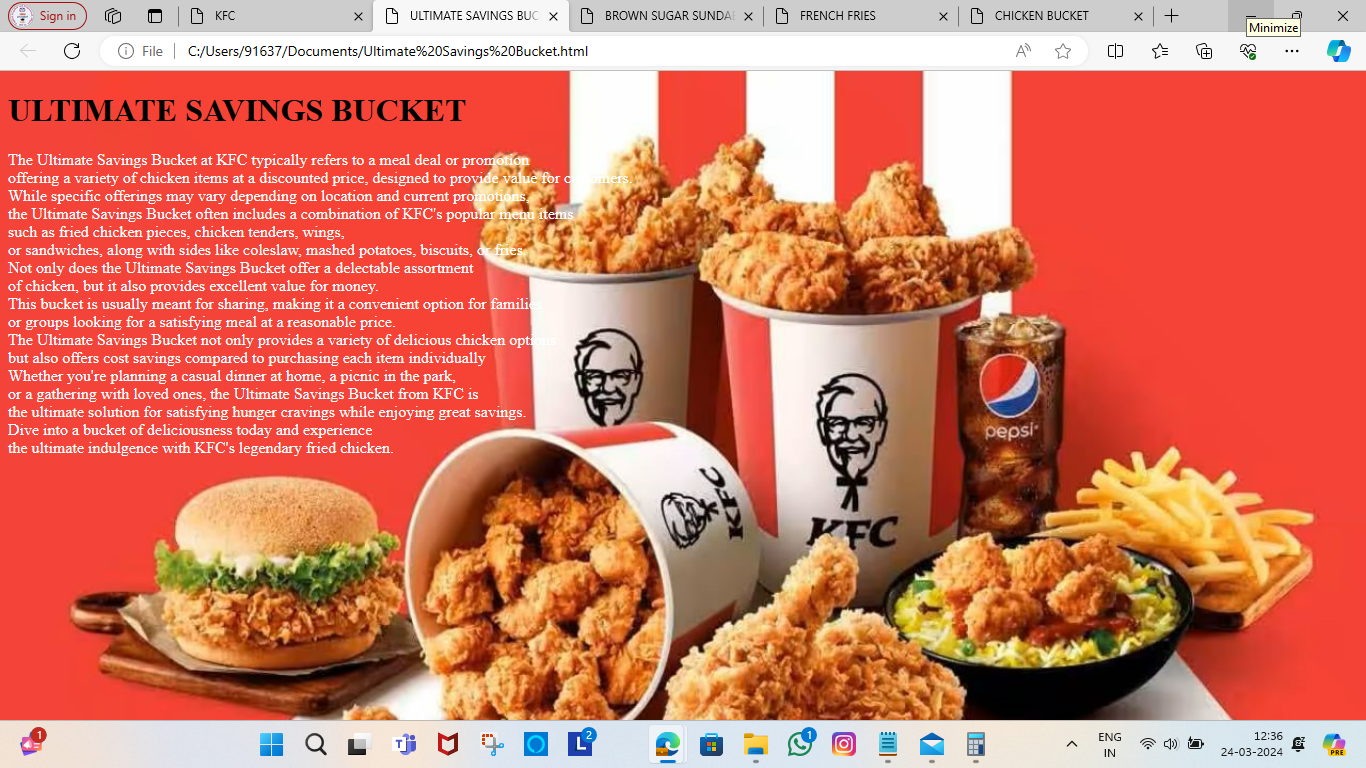 Sign in
KFC
ULTIMATE SAVINGS BUC
BROWN SUGAR SUNDAE
FRENCH FRIES
CHICKEN BUCKET
Minimize
File
C:/Users/91637/Documents/Ultimate%20Savings%20Bucket.html
ULTIMATE SAVINGS BUCKET
The Ultimate Savings Bucket at KFC typically refers to a meal deal or promotion
offering a variety of chicken items at a discounted price, designed to provide value for customers.
While specific offerings may vary depending on location and current promotions,
the Ultimate Savings Bucket often includes a combination of KFC's popular menu items
such as fried chicken pieces, chicken tenders, wings,
or sandwiches, along with sides like coleslaw, mashed potatoes, biscuits, or fries.
Not only does the Ultimate Savings Bucket offer a delectable assortment
of chicken, but it also provides excellent value for money.
This bucket is usually meant for sharing, making it a convenient option for families
or groups looking for a satisfying meal at a reasonable price.
The Ultimate Savings Bucket not only provides a variety of delicious chicken options
but also offers cost savings compared to purchasing each item individually
Whether you're planning a casual dinner at home, a picnic in the park,
or a gathering with loved ones, the Ultimate Savings Bucket from KFC is
the ultimate solution for satisfying hunger cravings while enjoying great savings.
Dive into a bucket of deliciousness today and experience
the ultimate indulgence with KFC's legendary fried chicken.
pepsi
KFC
KFC
1
2
1
ENG
IN
12:36
24-03-2024
PRE